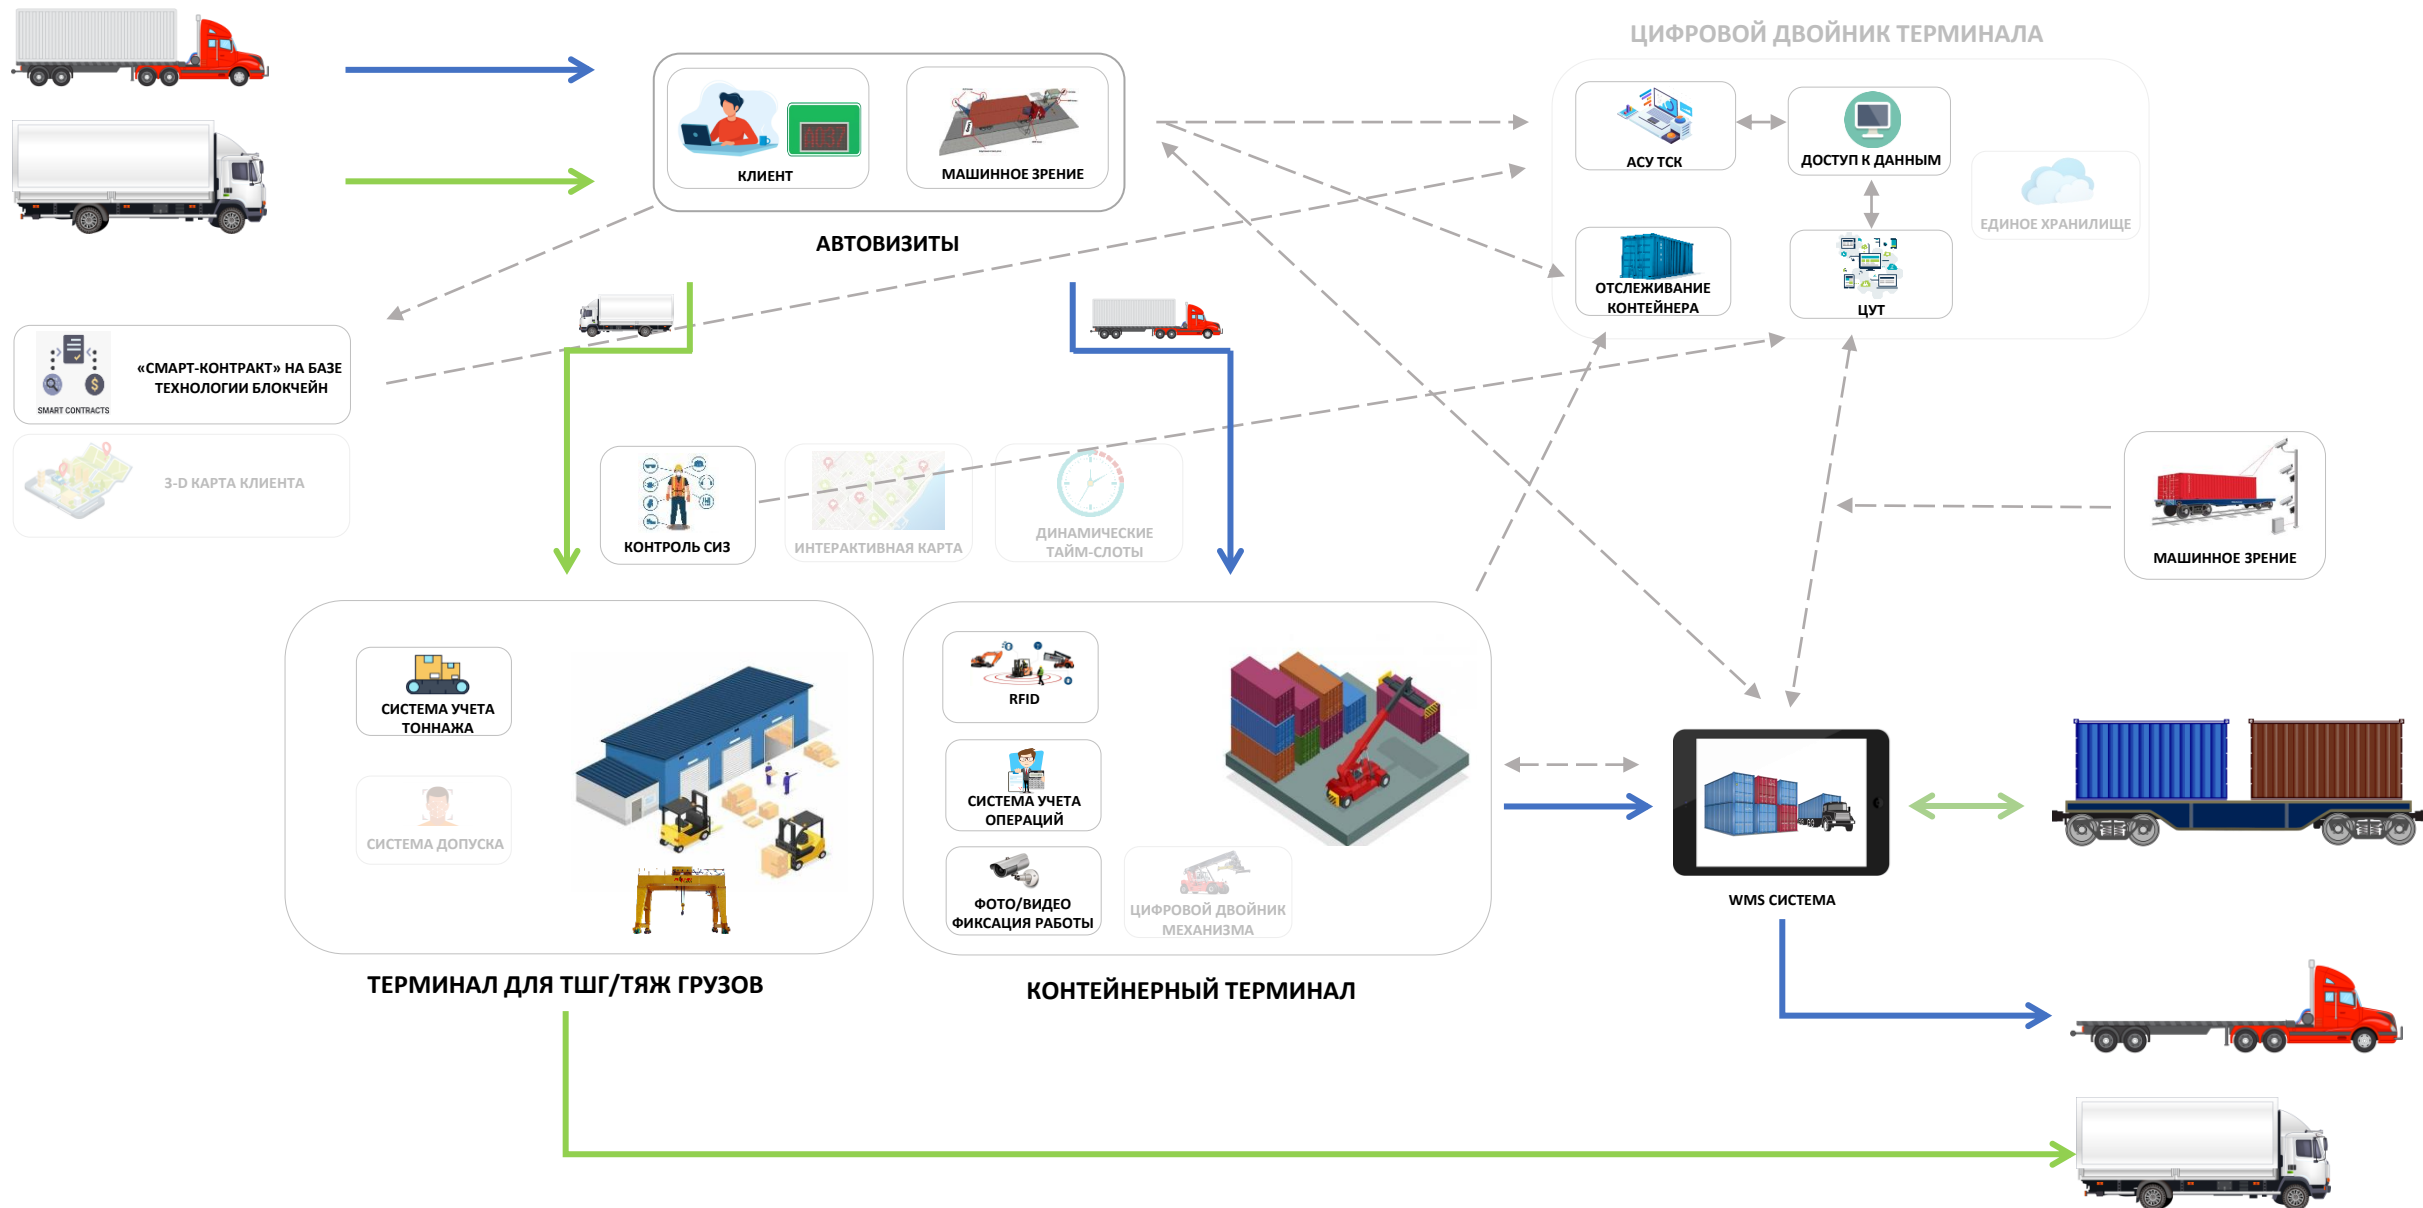 ЦИФРОВОЙ ДВОЙНИК ТЕРМИНАЛА
КЛИЕНТ
МАШИННОЕ ЗРЕНИЕ
АВТОВИЗИТЫ
АСУ ТСК
ДОСТУП К ДАННЫМ
ЕДИНОЕ ХРАНИЛИЩЕ
ОТСЛЕЖИВАНИЕ
КОНТЕЙНЕРА
ЦУТ
SMART CONTRACTS
«СМАРТ-КОНТРАКТ» НА БАЗЕ
ТЕХНОЛОГИИ БЛОКЧЕЙН
3-D КАРТА КЛИЕНТА
КОНТРОЛЬ СИЗ
ИНТЕРАКТИВНАЯ КАРТА
ДИНАМИЧЕСКИЕ
ТАЙМ-СЛОТЫ
МАШИННОЕ ЗРЕНИЕ
СИСТЕМА УЧЕТА
ТОННАЖА
СИСТЕМА ДОПУСКА
ТЕРМИНАЛ ДЛЯ ТШГ/ТЯЖ ГРУЗОВ
RFID
СИСТЕМА УЧЕТА
ОПЕРАЦИЙ
ФОТО/ВИДЕО
ФИКСАЦИЯ РАБОТЫ
ЦИФРОВОЙ ДВОЙНИК
МЕХАНИЗМА
КОНТЕЙНЕРНЫЙ ТЕРМИНАЛ
WMS СИСТЕМА